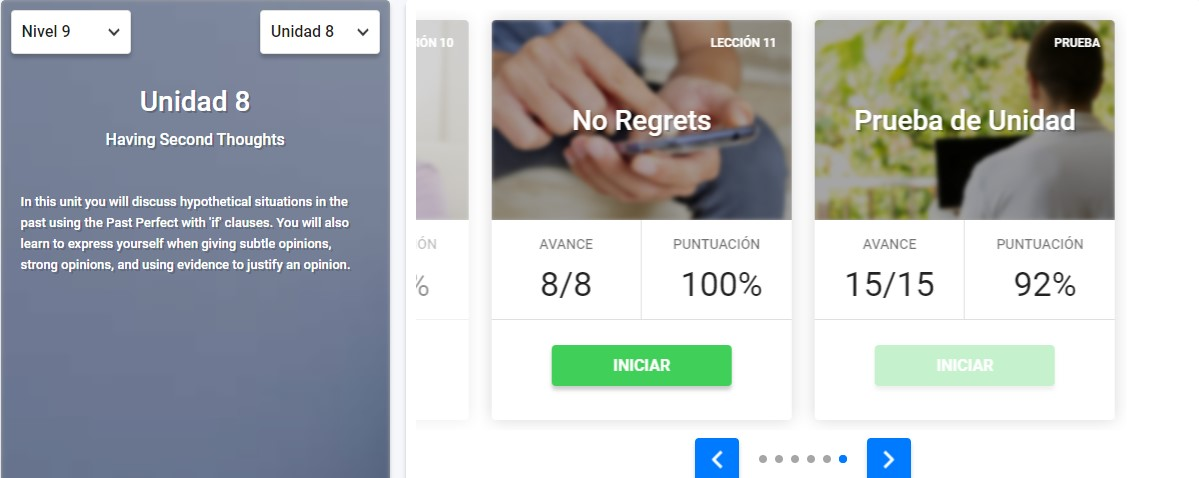 Nivel 9
Unidad 8
Unidad 8
Having Second Thoughts
In this unit you will discuss hypothetical situations in the
past using the Past Perfect with 'if' clauses. You will also
learn to express yourself when giving subtle opinions,
strong opinions, and using evidence to justify an opinion.
IÓN 10
ÓN
%
LECCIÓN 11
No Regrets
AVANCE
PUNTUACIÓN
8/8
100%
INICIAR
PRUEBA
Prueba de Unidad
AVANCE
PUNTUACIÓN
15/15
92%
INICIAR